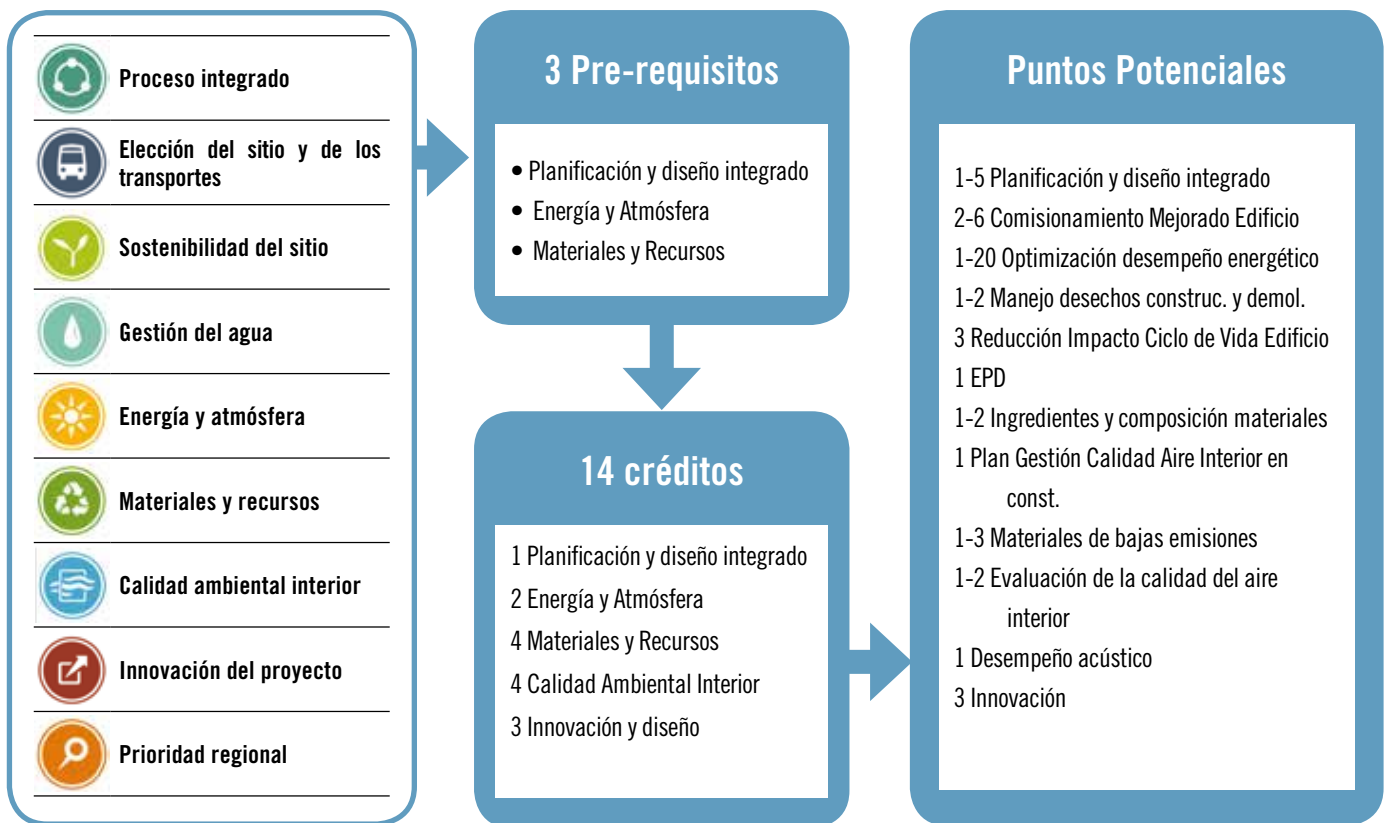 Proceso integrado
Elección del sitio y de los
transportes
Sostenibilidad del sitio
Gestión del agua
Energía y atmósfera
Materiales y recursos
Calidad ambiental interior
Innovación del proyecto
Prioridad regional
3 Pre-requisitos
• Planificación y diseño integrado
• Energía y Atmósfera
• Materiales y Recursos
14 créditos
1 Planificación y diseño integrado
2 Energía y Atmósfera
4 Materiales y Recursos
4 Calidad Ambiental Interior
3 Innovación y diseño
Puntos Potenciales
1-5 Planificación y diseño integrado
2-6 Comisionamiento Mejorado Edificio
1-20 Optimización desempeño energético
1-2 Manejo desechos construc. y demol.
3 Reducción Impacto Ciclo de Vida Edificio
1 EPD
1-2 Ingredientes y composición materiales
1 Plan Gestión Calidad Aire Interior en
const.
1-3 Materiales de bajas emisiones
1-2 Evaluación de la calidad del aire
interior
1 Desempeño acústico
3 Innovación